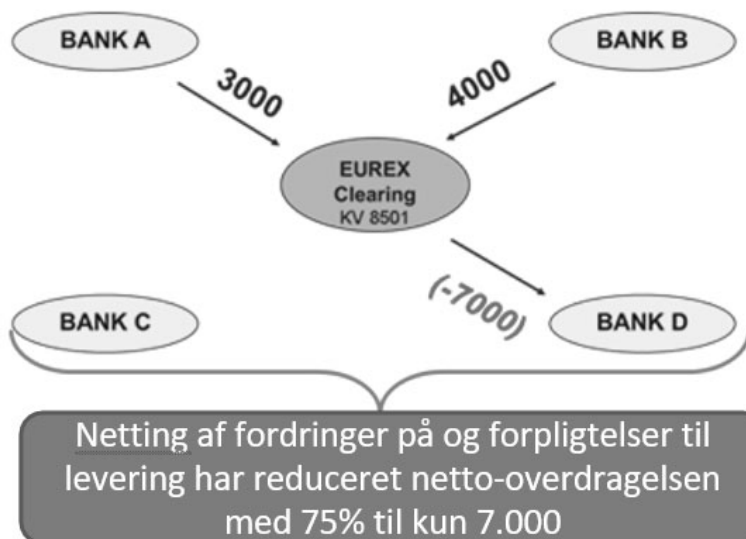 BANK A
BANK B
3000
4000
EUREX
Clearing
KV 8501
(-7000)
BANK C
BANK D
Netting af fordringer på og forpligtelser til
levering har reduceret netto-overdragelsen
med 75% til kun 7.000